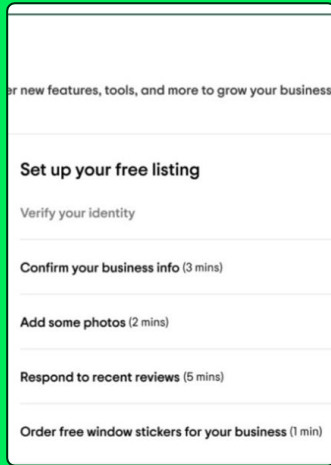 er new features, tools, and more to grow your business
Set up your free listing
Verify your identity
Confirm your business info (3 mins)
Add some photos (2 mins)
Respond to recent reviews (5 mins)
Order free window stickers for your business (1 min)